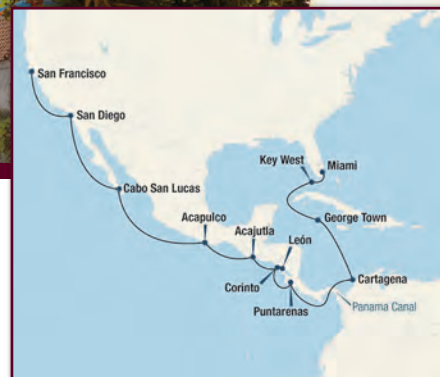 San Francisco
San Diego
Key West
Miami
Cabo San Lucas
George Town
Acapulco
Acajutla
León
Corinto
Cartagena
Puntarenas
Panama Canal